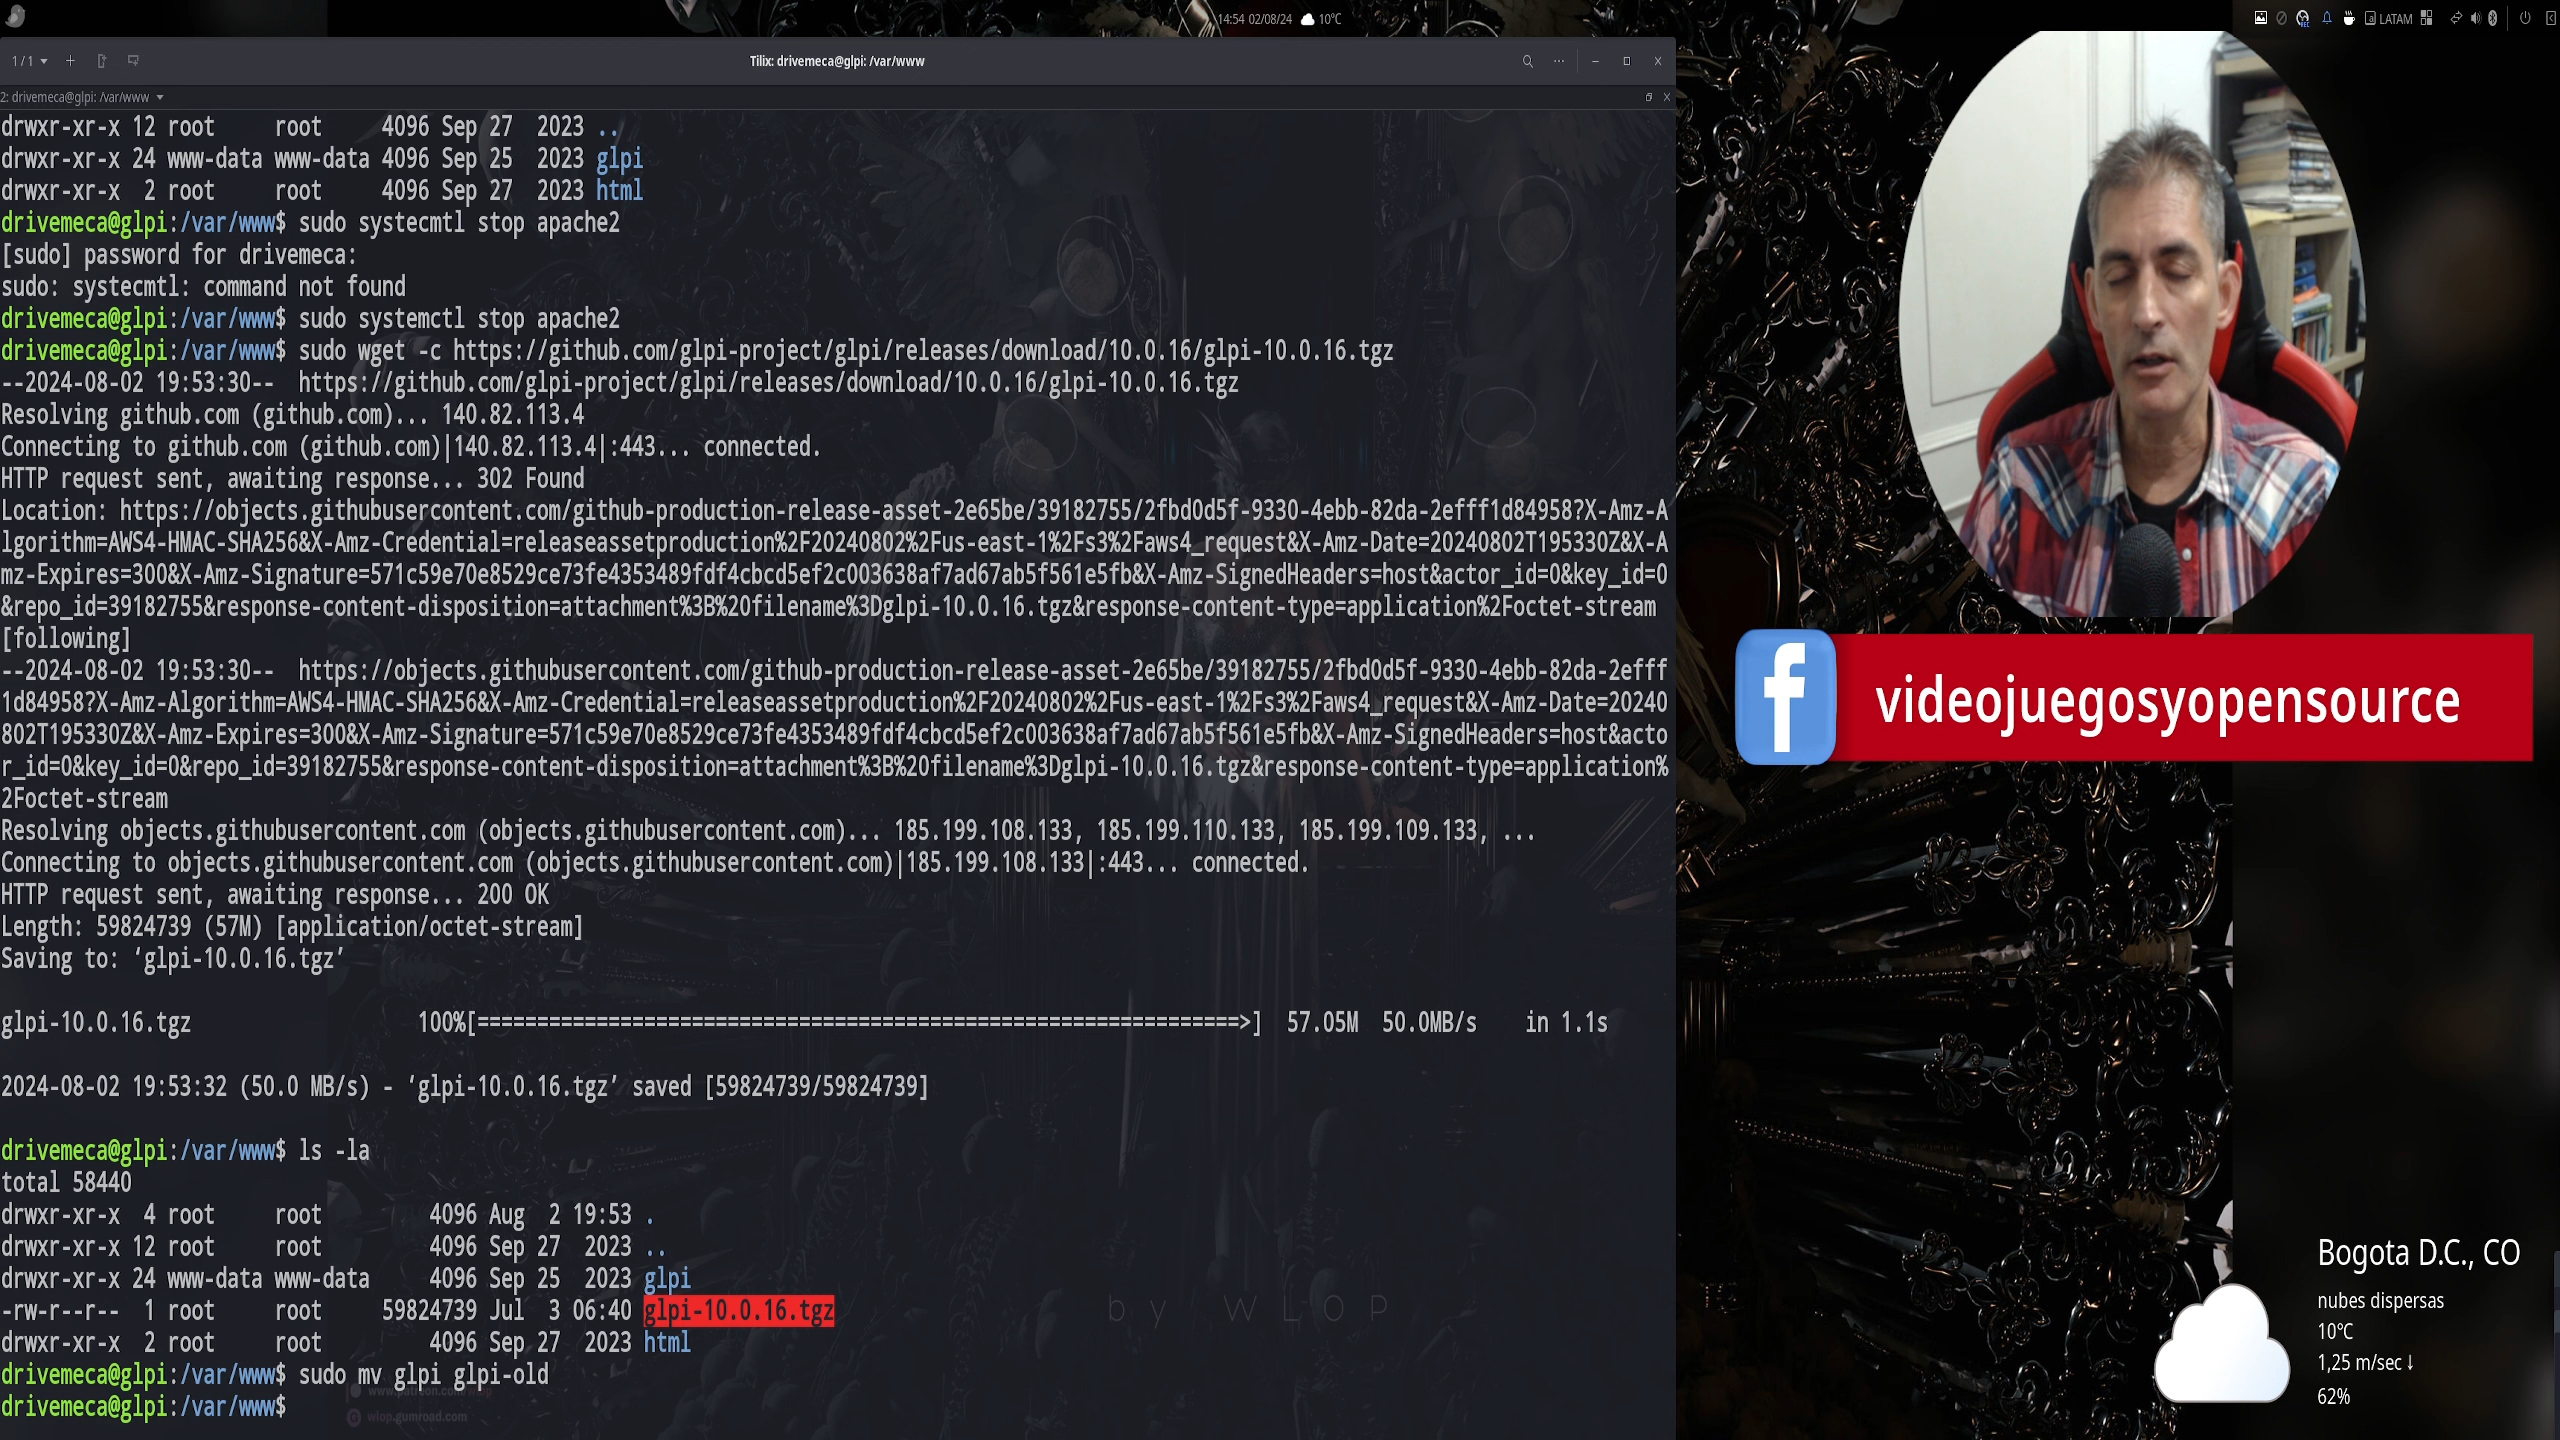 14:54 02/08/24 10°C
LATAM
1 / 1
Tilix: drivemeca@glpi: /var/www
2: drivemeca@glpi: /var/www
drwxr-xr-x 12 root     root     4096 Sep 27  2023 ..
drwxr-xr-x 24 www-data www-data 4096 Sep 25  2023 glpi
drwxr-xr-x  2 root     root     4096 Sep 27  2023 html
drivemeca@glpi:/var/www$ sudo systecmtl stop apache2
[sudo] password for drivemeca:
sudo: systecmtl: command not found
drivemeca@glpi:/var/www$ sudo systemctl stop apache2
drivemeca@glpi:/var/www$ sudo wget -c https://github.com/glpi-project/glpi/releases/download/10.0.16/glpi-10.0.16.tgz
--2024-08-02 19:53:30--  https://github.com/glpi-project/glpi/releases/download/10.0.16/glpi-10.0.16.tgz
Resolving github.com (github.com)... 140.82.113.4
Connecting to github.com (github.com)|140.82.113.4|:443... connected.
HTTP request sent, awaiting response... 302 Found
Location: https://objects.githubusercontent.com/github-production-release-asset-2e65be/39182755/2fbd0d5f-9330-4ebb-82da-2efff1d84958?X-Amz-A
lgorithm=AWS4-HMAC-SHA256&X-Amz-Credential=releaseassetproduction%2F20240802%2Fus-east-1%2Fs3%2Faws4_request&X-Amz-Date=20240802T195330Z&X-A
mz-Expires=300&X-Amz-Signature=571c59e70e8529ce73fe4353489fdf4cbcd5ef2c003638af7ad67ab5f561e5fb&X-Amz-SignedHeaders=host&actor_id=0&key_id=0
&repo_id=39182755&response-content-disposition=attachment%3B%20filename%3Dglpi-10.0.16.tgz&response-content-type=application%2Foctet-stream
[following]
--2024-08-02 19:53:30--  https://objects.githubusercontent.com/github-production-release-asset-2e65be/39182755/2fbd0d5f-9330-4ebb-82da-2efff
1d84958?X-Amz-Algorithm=AWS4-HMAC-SHA256&X-Amz-Credential=releaseassetproduction%2F20240802%2Fus-east-1%2Fs3%2Faws4_request&X-Amz-Date=20240
802T195330Z&X-Amz-Expires=300&X-Amz-Signature=571c59e70e8529ce73fe4353489fdf4cbcd5ef2c003638af7ad67ab5f561e5fb&X-Amz-SignedHeaders=host&acto
r_id=0&key_id=0&repo_id=39182755&response-content-disposition=attachment%3B%20filename%3Dglpi-10.0.16.tgz&response-content-type=application%
2Foctet-stream
Resolving objects.githubusercontent.com (objects.githubusercontent.com)... 185.199.108.133, 185.199.110.133, 185.199.109.133, ...
Connecting to objects.githubusercontent.com (objects.githubusercontent.com)|185.199.108.133|:443... connected.
HTTP request sent, awaiting response... 200 OK
Length: 59824739 (57M) [application/octet-stream]
Saving to: ‘glpi-10.0.16.tgz’
glpi-10.0.16.tgz                   100%[================================================================>]  57.05M  50.0MB/s    in 1.1s
2024-08-02 19:53:32 (50.0 MB/s) - ‘glpi-10.0.16.tgz’ saved [59824739/59824739]
drivemeca@glpi:/var/www$ ls -la
total 58440
drwxr-xr-x  4 root     root         4096 Aug  2 19:53 .
drwxr-xr-x 12 root     root         4096 Sep 27  2023 ..
drwxr-xr-x 24 www-data www-data     4096 Sep 25  2023 glpi
-rw-r--r--  1 root     root     59824739 Jul  3 06:40 glpi-10.0.16.tgz
drwxr-xr-x  2 root     root         4096 Sep 27  2023 html
drivemeca@glpi:/var/www$ sudo mv glpi glpi-old
drivemeca@glpi:/var/www$
by WLOP
www.patreon.com/wlop
wlop.gumroad.com
videojuegosyopensource
Bogota D.C., CO
nubes dispersas
10°C
1,25 m/sec ↓
62%